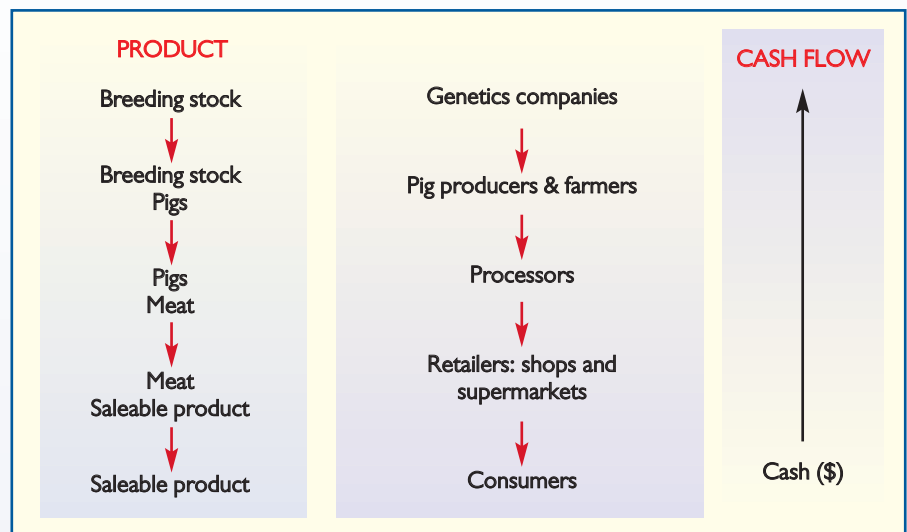 PRODUCT
Breeding stock
Breeding stock
Pigs
Pigs
Meat
Meat
Saleable product
Saleable product
Genetics companies
Pig producers & farmers
Processors
Retailers: shops and
supermarkets
Consumers
CASH FLOW
Cash ($)